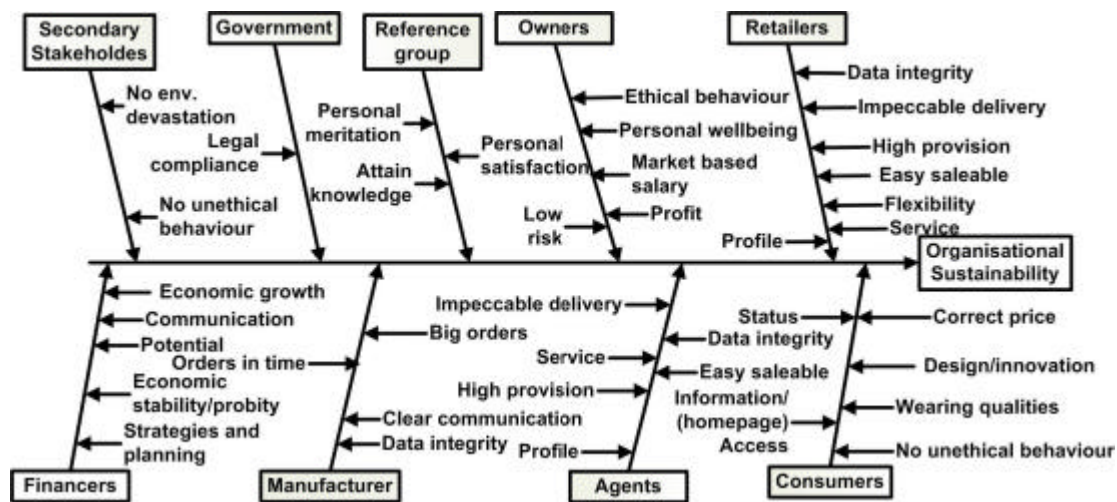 Secondary
Stakeholdes
Government
Reference
group
Owners
Retailers
No env.
devastation
No unethical
behaviour
Legal
compliance
Personal
meritation
Attain
knowledge
Personal
satisfaction
Ethical behaviour
Personal wellbeing
Market based
salary
Profit
Low
risk
Data integrity
Impeccable delivery
High provision
Easy saleable
Flexibility
Service
Profile
Organisational
Sustainability
Economic growth
Communication
Potential
Economic
stability/probity
Strategies and
planning
Big orders
Orders in time
Clear communication
Data integrity
Impeccable delivery
Data integrity
Service
Easy saleable
High provision
Profile
Status
Correct price
Design/innovation
Information/
(homepage)
Access
Wearing qualities
No unethical behaviour
Financers
Manufacturer
Agents
Consumers